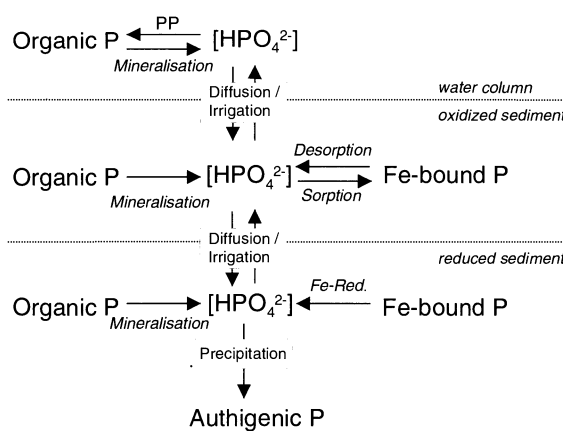 PP
Organic P [HPO₄²⁻]
Mineralisation
Diffusion /
Irrigation
water column
oxidized sediment
Desorption
Organic P [HPO₄²⁻] Fe-bound P
Mineralisation Sorption
Diffusion /
Irrigation
reduced sediment
Fe-Red.
Organic P [HPO₄²⁻] Fe-bound P
Mineralisation
Precipitation
Authigenic P